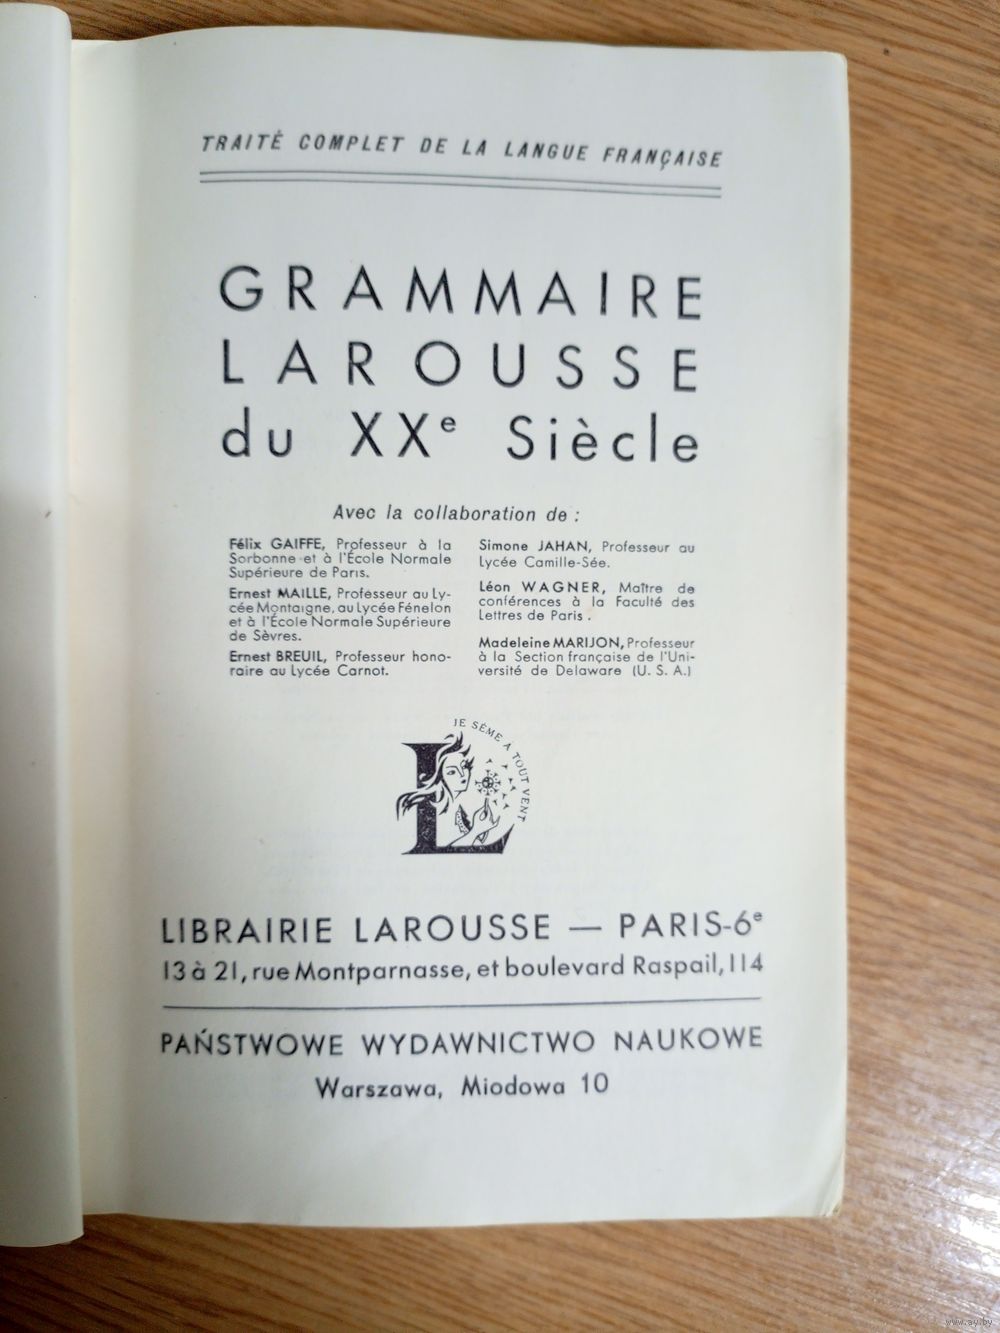 TRAITÉ COMPLET DE LA LANGUE FRANÇAISE
GRAMMAIRE
LAROUSSE
du XXe Siècle
Avec la collaboration de :
Félix GAIFFE, Professeur à la
Sorbonne et à l'École Normale
Supérieure de Paris.
Ernest MAILLE, Professeur au Ly-
cée Montaigne, au Lycée Fénelon
et à l'École Normale Supérieure
de Sèvres.
Ernest BREUIL, Professeur hono-
raire au Lycée Carnot.
Simone JAHAN, Professeur au
Lycée Camille-Sée.
Léon WAGNER, Maître de
conférences à la Faculté des
Lettres de Paris.
Madeleine MARIJON, Professeur
à la Section française de l'Uni-
versité de Delaware (U. S. A.)
JE SÈME A TOUT VENT
L
LIBRAIRIE LAROUSSE — PARIS-6e
13 à 21, rue Montparnasse, et boulevard Raspail, 114
PAŃSTWOWE WYDAWNICTWO NAUKOWE
Warszawa, Miodowa 10
www.ay.by